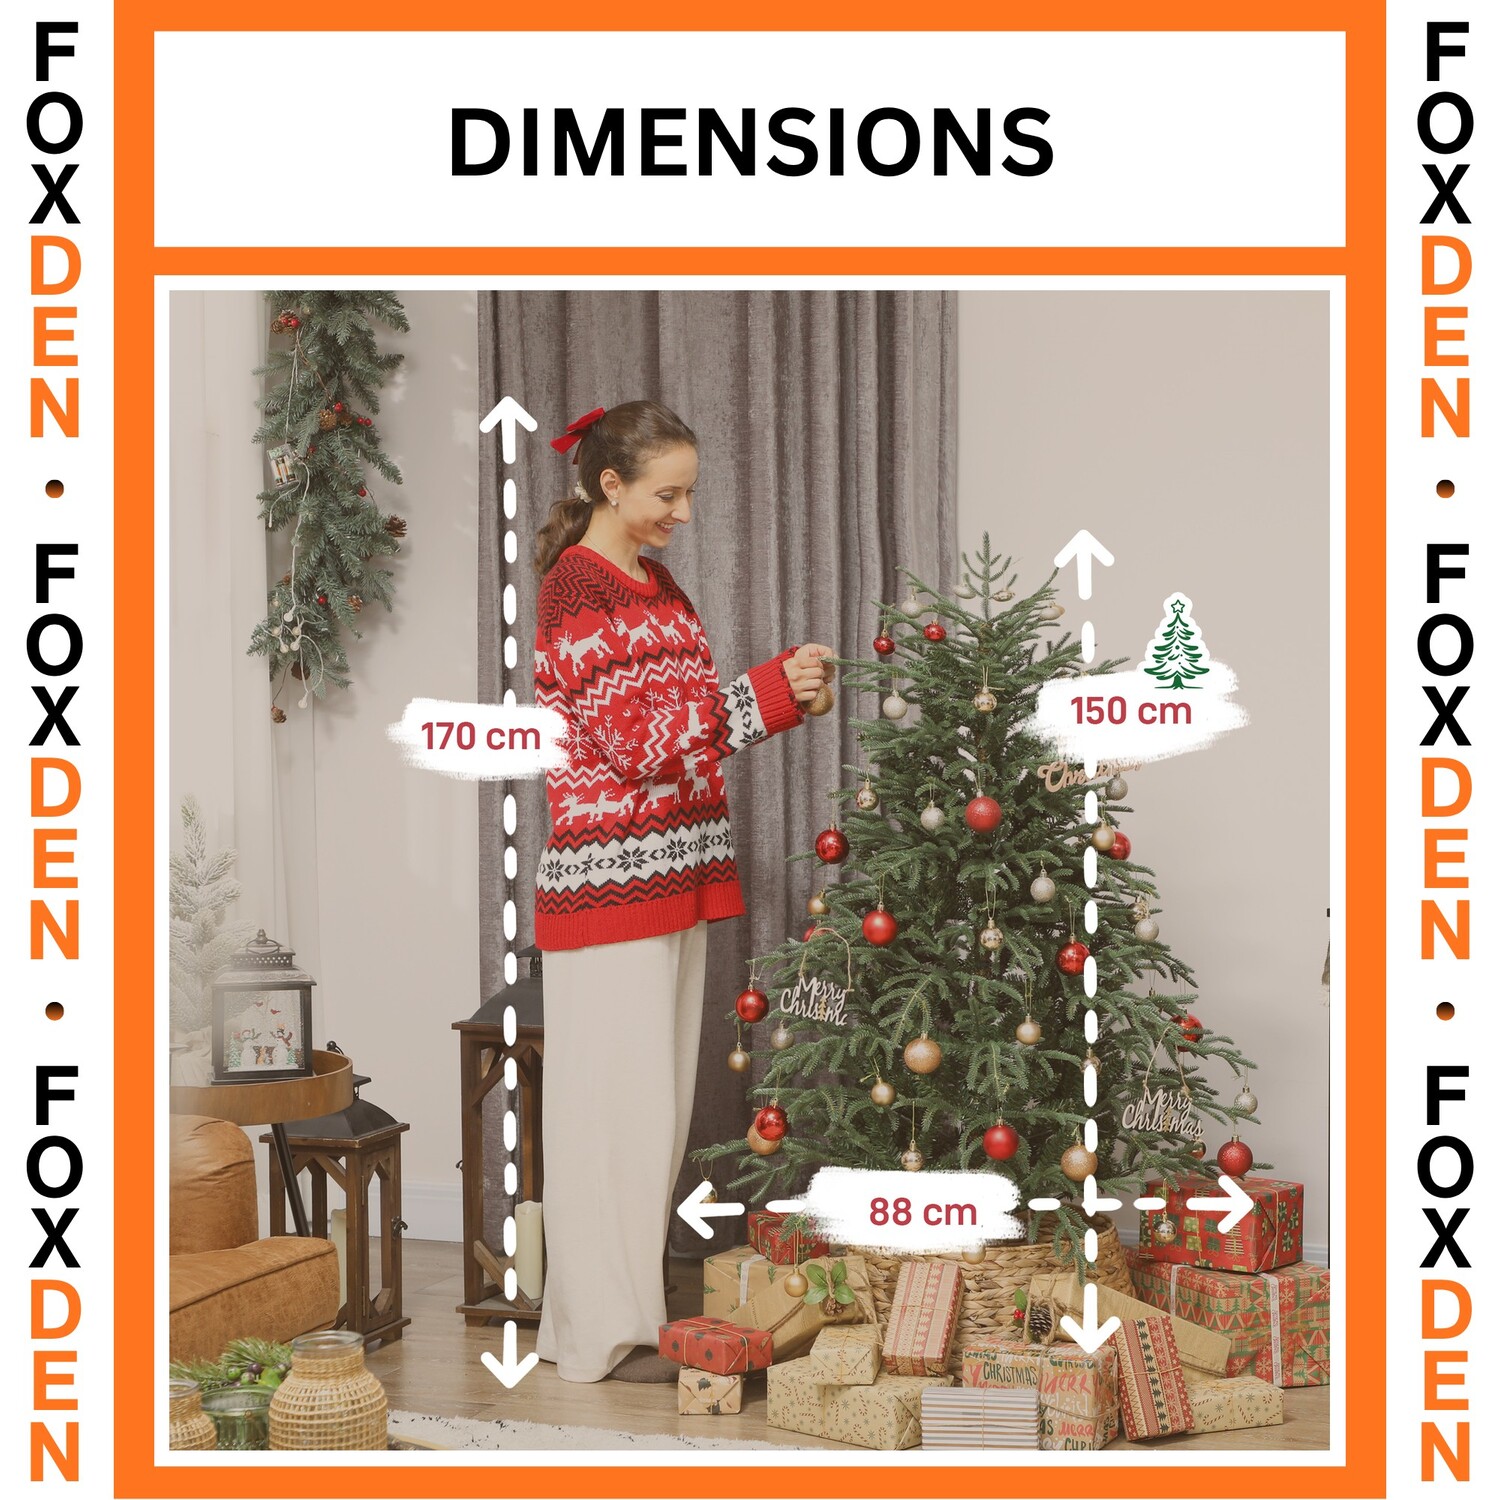 DIMENSIONS
FOXDEN • FOXDEN • FOXDEN
FOXDEN • FOXDEN • FOXDEN
170 cm
150 cm
88 cm
Merry
Christmas
Merry
Christmas
CHRISTMAS